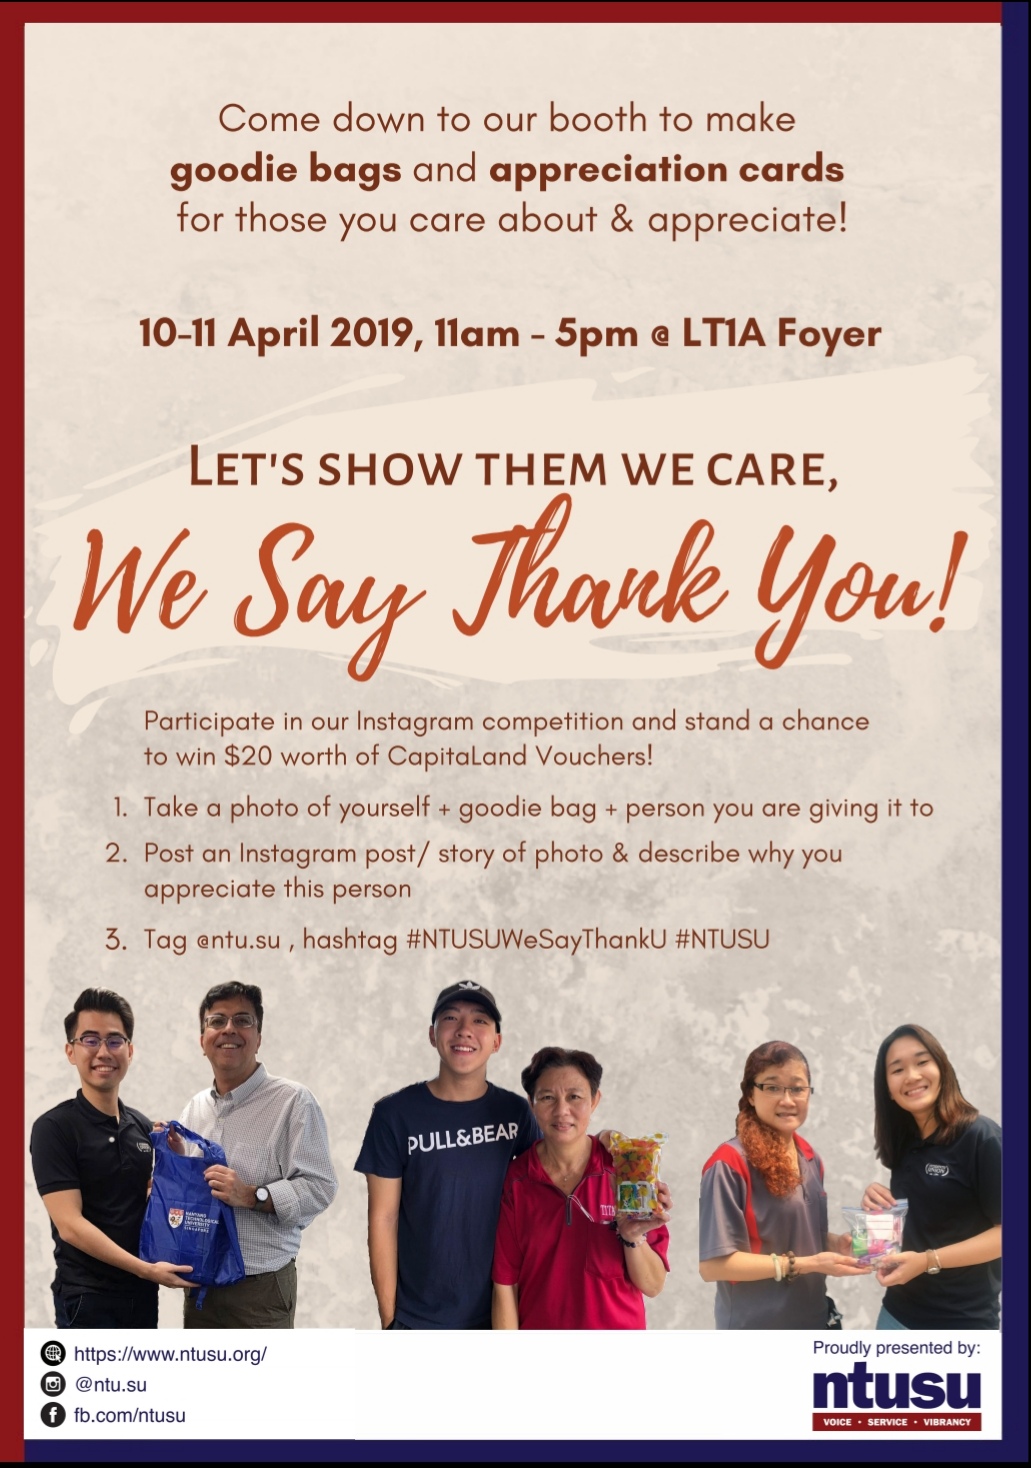 Come down to our booth to make
goodie bags and appreciation cards
for those you care about & appreciate!
10-11 April 2019, 11am - 5pm @ LT1A Foyer
LET'S SHOW THEM WE CARE,
We Say Thank You!
Participate in our Instagram competition and stand a chance
to win $20 worth of CapitaLand Vouchers!
1. Take a photo of yourself + goodie bag + person you are giving it to
2. Post an Instagram post/ story of photo & describe why you
appreciate this person
3. Tag @ntu.su , hashtag #NTUSUWeSayThankU #NTUSU
PULL&BEAR
NANYANG
TECHNOLOGICAL
UNIVERSITY
SINGAPORE
https://www.ntusu.org/
@ntu.su
fb.com/ntusu
Proudly presented by:
ntusu
VOICE • SERVICE • VIBRANCY